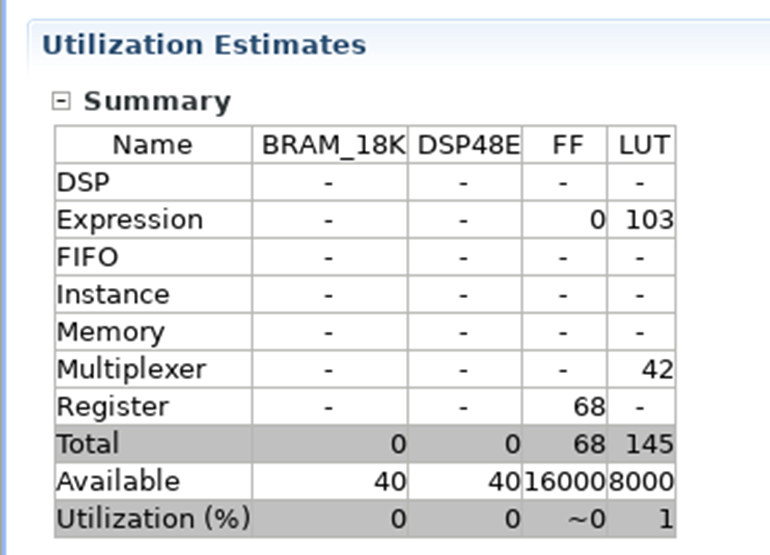 Utilization Estimates
Summary
Name BRAM_18K DSP48E FF LUT
DSP - - - -
Expression - - 0 103
FIFO - - - -
Instance - - - -
Memory - - - -
Multiplexer - - - 42
Register - - 68 -
Total 0 0 68 145
Available 40 40 16000 8000
Utilization (%) 0 0 ~0 1